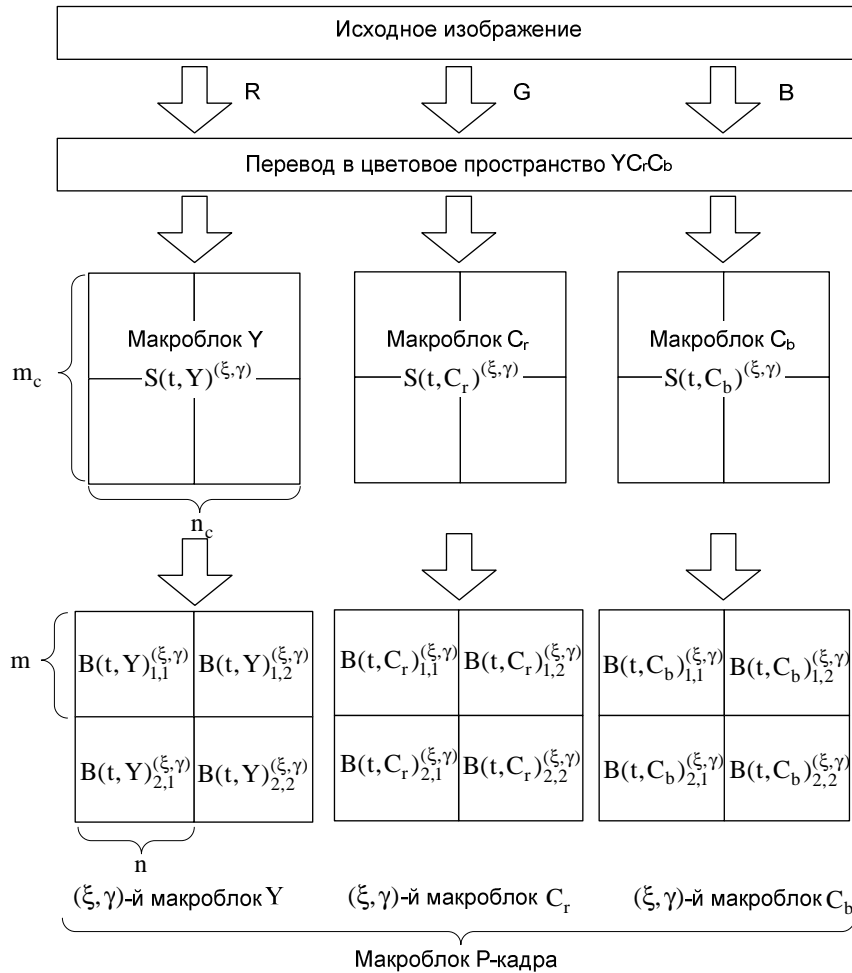 Исходное изображение
R G B
Перевод в цветовое пространство YCrCb
Макроблок Y Макроблок Cr Макроблок Cb
mc S(t,Y)(ξ,γ) S(t,Cr)(ξ,γ) S(t,Cb)(ξ,γ)
nc
m B(t,Y)1,1(ξ,γ) B(t,Y)1,2(ξ,γ) B(t,Cr)1,1(ξ,γ) B(t,Cr)1,2(ξ,γ) B(t,Cb)1,1(ξ,γ) B(t,Cb)1,2(ξ,γ)
B(t,Y)2,1(ξ,γ) B(t,Y)2,2(ξ,γ) B(t,Cr)2,1(ξ,γ) B(t,Cr)2,2(ξ,γ) B(t,Cb)2,1(ξ,γ) B(t,Cb)2,2(ξ,γ)
n
(ξ,γ)-й макроблок Y (ξ,γ)-й макроблок Cr (ξ,γ)-й макроблок Cb
Макроблок P-кадра